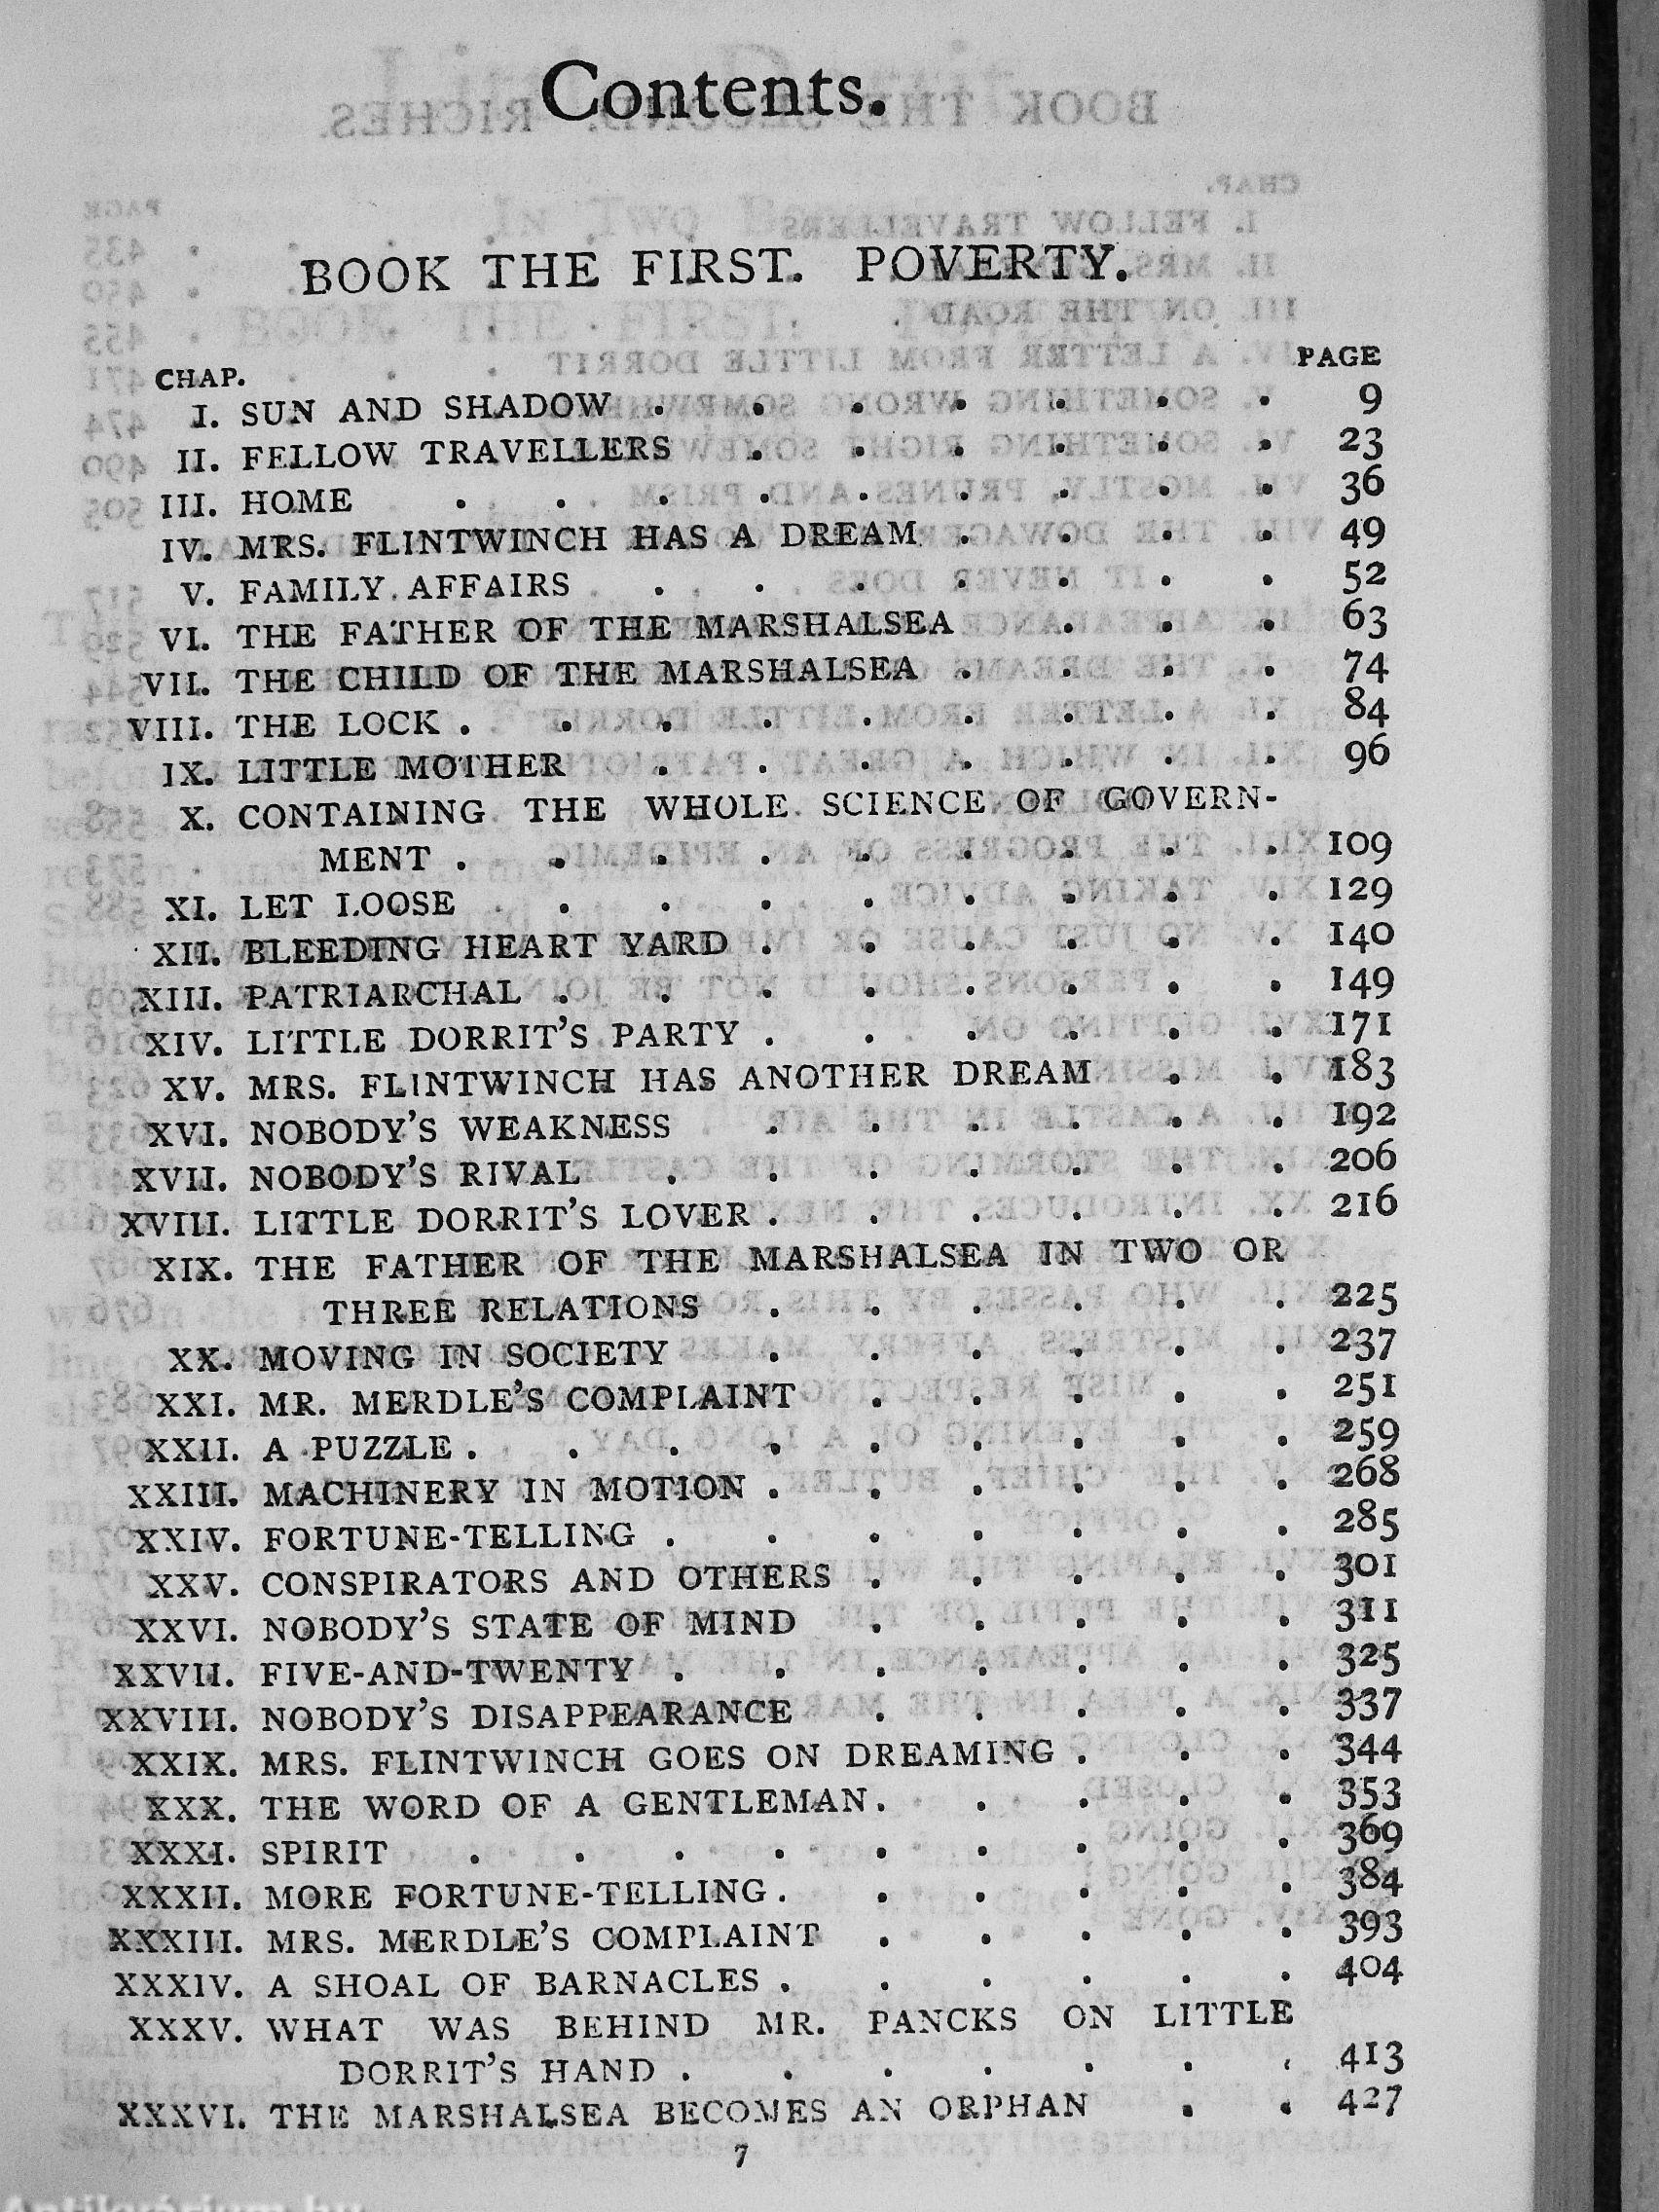 Contents.
BOOK THE FIRST. POVERTY.
CHAP. PAGE
I. SUN AND SHADOW . . . . . . . 9
II. FELLOW TRAVELLERS . . . . . . 23
III. HOME . . . . . . . . . 36
IV. MRS. FLINTWINCH HAS A DREAM . . . . 49
V. FAMILY AFFAIRS . . . . . . . 52
VI. THE FATHER OF THE MARSHALSEA . . . 63
VII. THE CHILD OF THE MARSHALSEA . . . . 74
VIII. THE LOCK . . . . . . . . . 84
IX. LITTLE MOTHER . . . . . . . 96
X. CONTAINING THE WHOLE SCIENCE OF GOVERN-
MENT . . . . . . . . . 109
XI. LET LOOSE . . . . . . . . 129
XII. BLEEDING HEART YARD . . . . . . 140
XIII. PATRIARCHAL . . . . . . . . 149
XIV. LITTLE DORRIT'S PARTY . . . . . . 171
XV. MRS. FLINTWINCH HAS ANOTHER DREAM . . 183
XVI. NOBODY'S WEAKNESS . . . . . . 192
XVII. NOBODY'S RIVAL . . . . . . . 206
XVIII. LITTLE DORRIT'S LOVER . . . . . . 216
XIX. THE FATHER OF THE MARSHALSEA IN TWO OR
THREE RELATIONS . . . . . . 225
XX. MOVING IN SOCIETY . . . . . . 237
XXI. MR. MERDLE'S COMPLAINT . . . . . 251
XXII. A PUZZLE . . . . . . . . . 259
XXIII. MACHINERY IN MOTION . . . . . . 268
XXIV. FORTUNE-TELLING . . . . . . . 285
XXV. CONSPIRATORS AND OTHERS . . . . . 301
XXVI. NOBODY'S STATE OF MIND . . . . . 311
XXVII. FIVE-AND-TWENTY . . . . . . . 325
XXVIII. NOBODY'S DISAPPEARANCE . . . . . 337
XXIX. MRS. FLINTWINCH GOES ON DREAMING . . . 344
XXX. THE WORD OF A GENTLEMAN . . . . . 353
XXXI. SPIRIT . . . . . . . . . 369
XXXII. MORE FORTUNE-TELLING . . . . . . 384
XXXIII. MRS. MERDLE'S COMPLAINT . . . . . 393
XXXIV. A SHOAL OF BARNACLES . . . . . . 404
XXXV. WHAT WAS BEHIND MR. PANCKS ON LITTLE
DORRIT'S HAND . . . . . . . 413
XXXVI. THE MARSHALSEA BECOMES AN ORPHAN . . 427
7